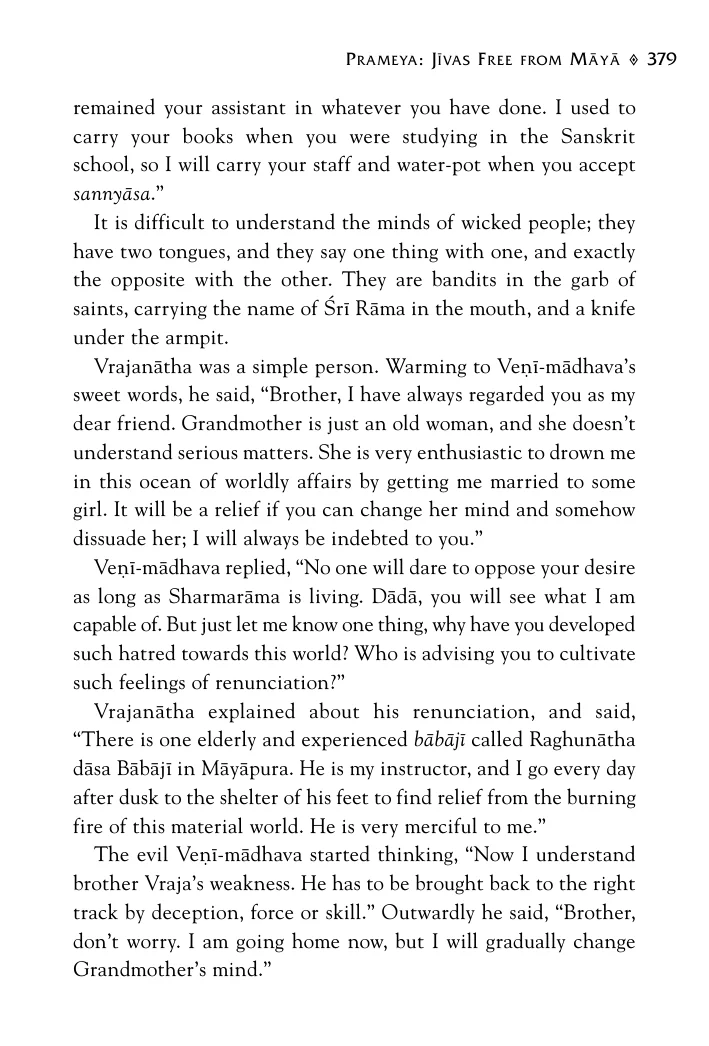 Prameya: Jīvas Free from Māyā ◈ 379
remained your assistant in whatever you have done. I used to
carry your books when you were studying in the Sanskrit
school, so I will carry your staff and water-pot when you accept
sannyāsa.”
It is difficult to understand the minds of wicked people; they
have two tongues, and they say one thing with one, and exactly
the opposite with the other. They are bandits in the garb of
saints, carrying the name of Śrī Rāma in the mouth, and a knife
under the armpit.
Vrajanātha was a simple person. Warming to Veṇī-mādhava’s
sweet words, he said, “Brother, I have always regarded you as my
dear friend. Grandmother is just an old woman, and she doesn’t
understand serious matters. She is very enthusiastic to drown me
in this ocean of worldly affairs by getting me married to some
girl. It will be a relief if you can change her mind and somehow
dissuade her; I will always be indebted to you.”
Veṇī-mādhava replied, “No one will dare to oppose your desire
as long as Sharmarāma is living. Dādā, you will see what I am
capable of. But just let me know one thing, why have you developed
such hatred towards this world? Who is advising you to cultivate
such feelings of renunciation?”
Vrajanātha explained about his renunciation, and said,
“There is one elderly and experienced bābājī called Raghunātha
dāsa Bābājī in Māyāpura. He is my instructor, and I go every day
after dusk to the shelter of his feet to find relief from the burning
fire of this material world. He is very merciful to me.”
The evil Veṇī-mādhava started thinking, “Now I understand
brother Vraja’s weakness. He has to be brought back to the right
track by deception, force or skill.” Outwardly he said, “Brother,
don’t worry. I am going home now, but I will gradually change
Grandmother’s mind.”